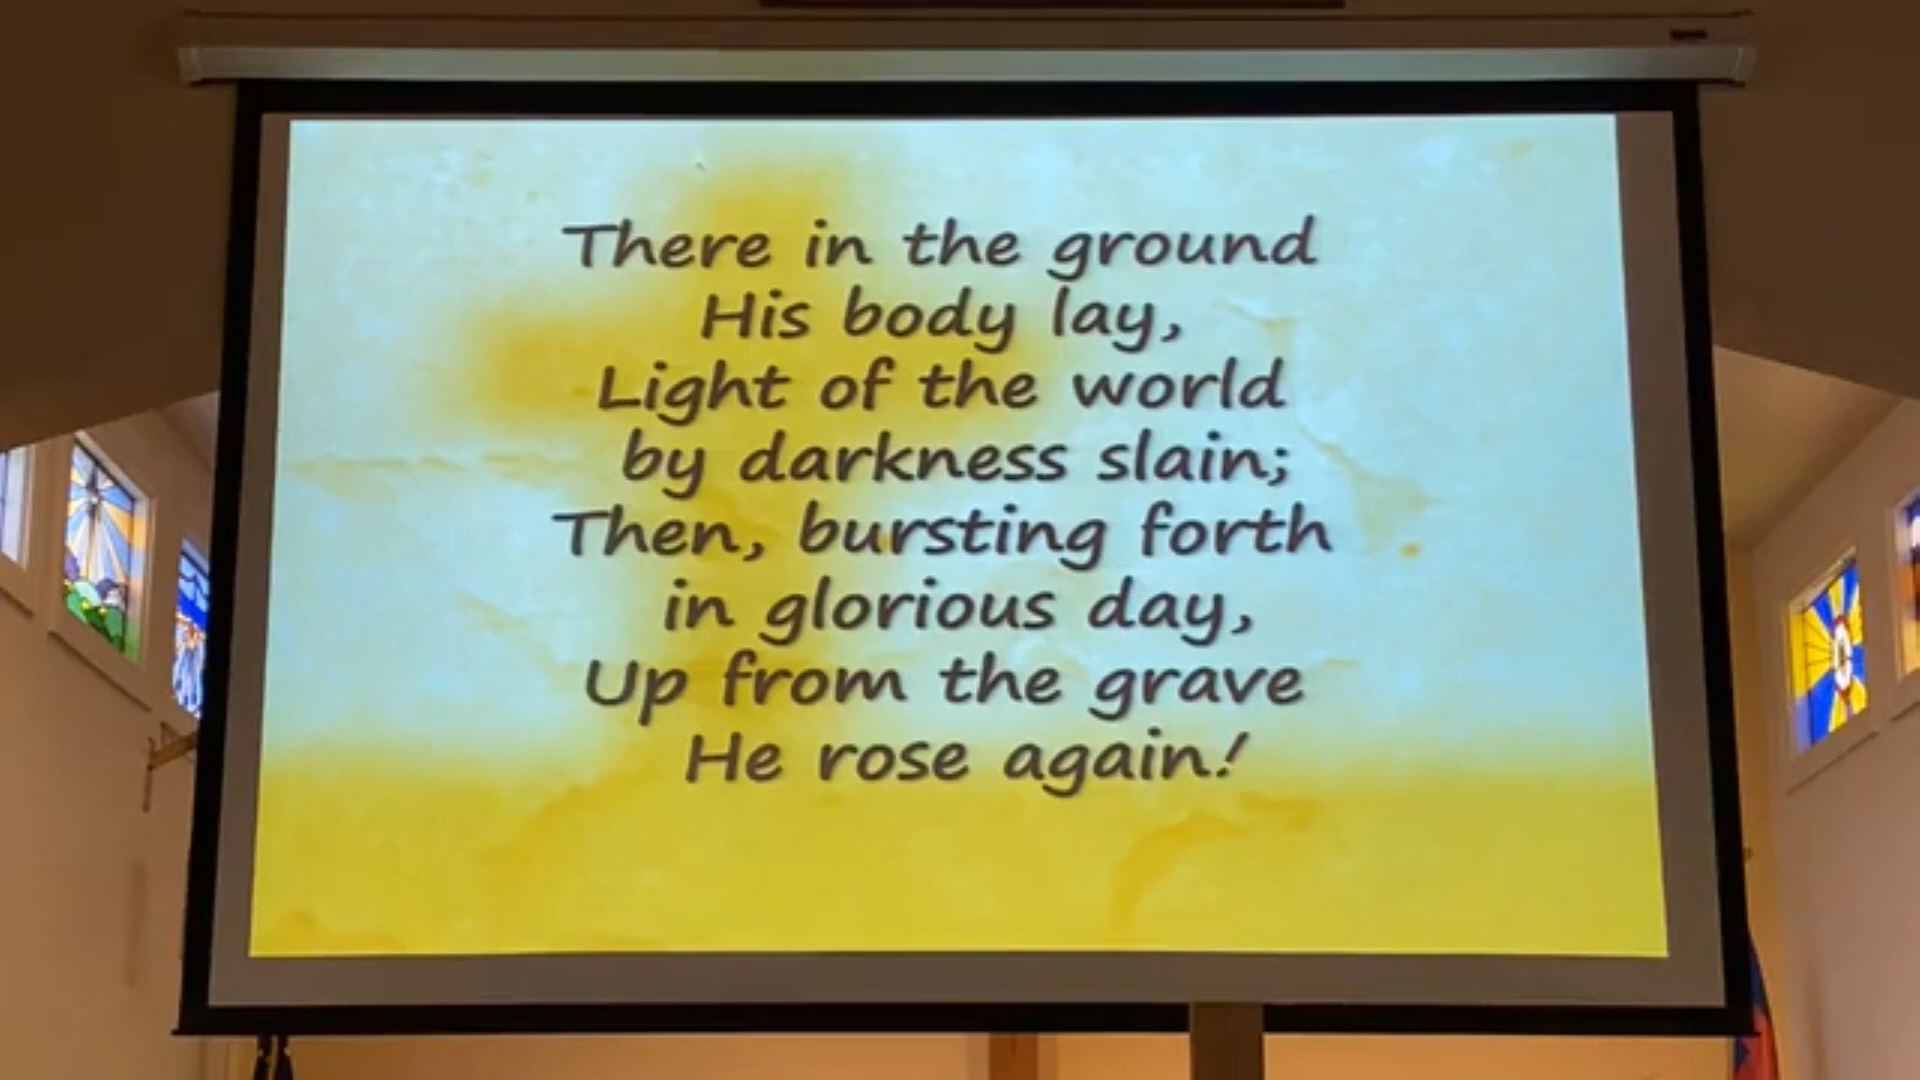 There in the ground
His body lay,
Light of the world
by darkness slain;
Then, bursting forth
in glorious day,
Up from the grave
He rose again!